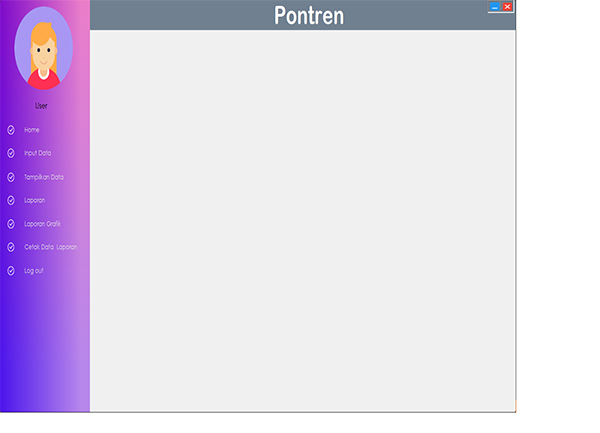 Pontren
User
Home
Input Data
Tampilkan Data
Laporan
Laporan Grafik
Cetak Data Laporan
Log out